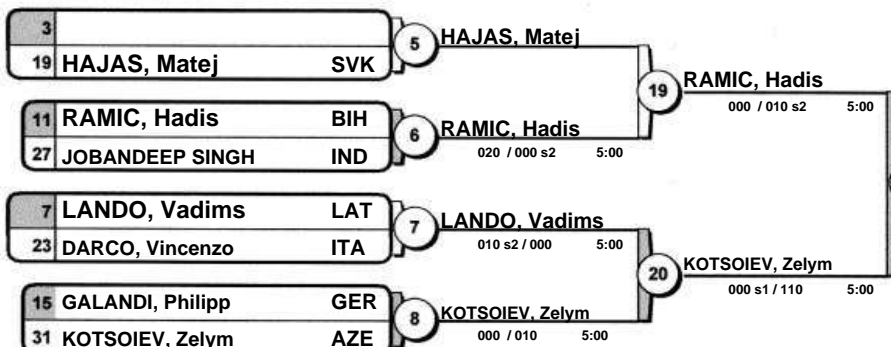 3
19 HAJAS, Matej SVK
5
HAJAS, Matej
11 RAMIC, Hadis BIH
27 JOBANDEEP SINGH IND
6
RAMIC, Hadis
020 / 000 s2 5:00
19
RAMIC, Hadis
000 / 010 s2 5:00
7 LANDO, Vadims LAT
23 DARCO, Vincenzo ITA
7
LANDO, Vadims
010 s2 / 000 5:00
15 GALANDI, Philipp GER
31 KOTSOIEV, Zelym AZE
8
KOTSOIEV, Zelym
000 / 010 5:00
20
KOTSOIEV, Zelym
000 s1 / 110 5:00